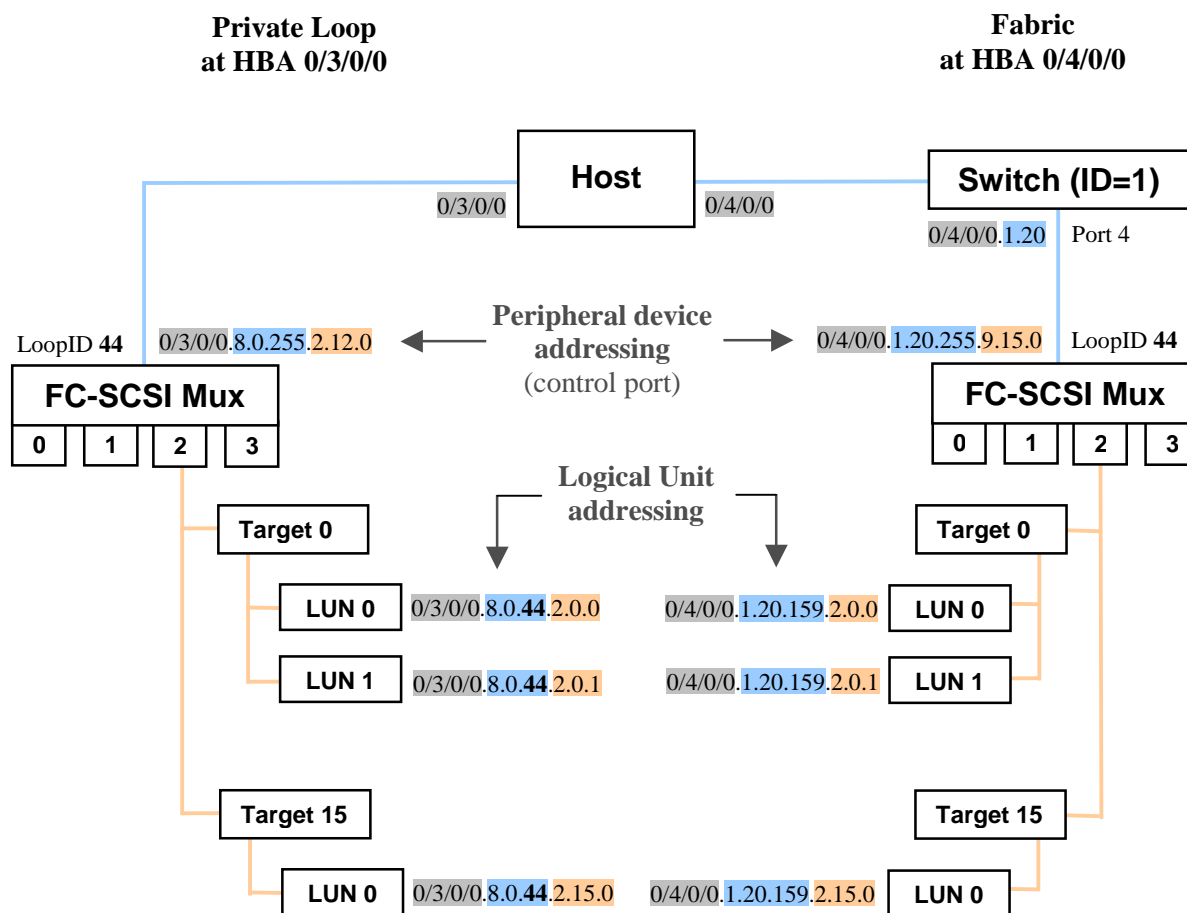 Private Loop
at HBA 0/3/0/0
Fabric
at HBA 0/4/0/0
Host
Switch (ID=1)
0/3/0/0
0/4/0/0
0/4/0/0.1.20
Port 4
LoopID 44
0/3/0/0.8.0.255.2.12.0
Peripheral device
addressing
(control port)
0/4/0/0.1.20.255.9.15.0
LoopID 44
FC-SCSI Mux
0 1 2 3
FC-SCSI Mux
0 1 2 3
Logical Unit
addressing
Target 0
Target 0
LUN 0
0/3/0/0.8.0.44.2.0.0
0/4/0/0.1.20.159.2.0.0
LUN 0
LUN 1
0/3/0/0.8.0.44.2.0.1
0/4/0/0.1.20.159.2.0.1
LUN 1
Target 15
Target 15
LUN 0
0/3/0/0.8.0.44.2.15.0
0/4/0/0.1.20.159.2.15.0
LUN 0